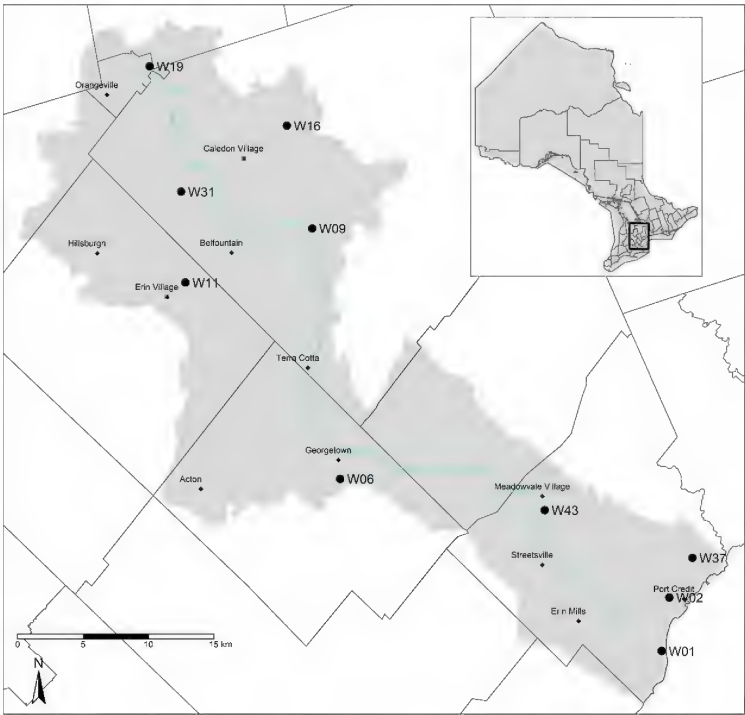 W19
Orangeville
W16
Caledon Village
W31
W09
Hillsburgh
Belfountain
W11
Erin Village
Terra Cotta
Georgetown
W06
Acton
Meadowvale Village
W43
Streetsville
W37
Port Credit
W02
Erin Mills
W01
0 5 10 15 km
N